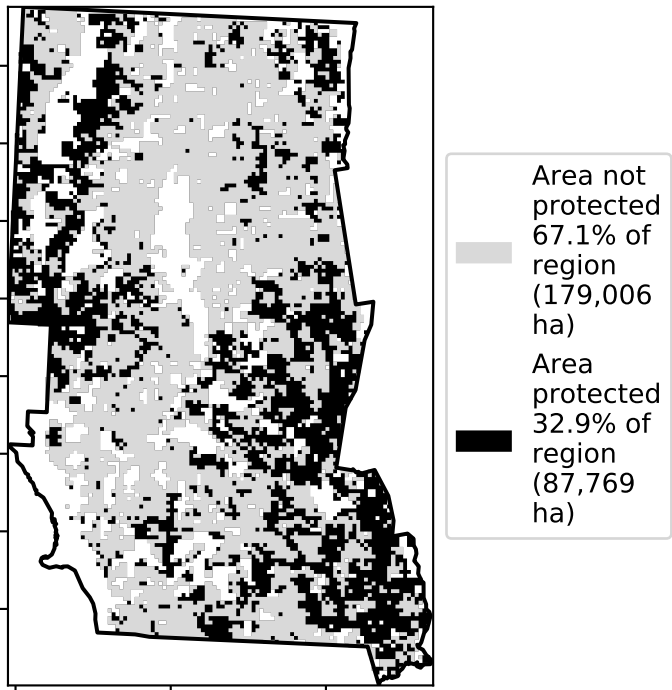 Area not
protected
67.1% of
region
(179,006
ha)
Area
protected
32.9% of
region
(87,769
ha)